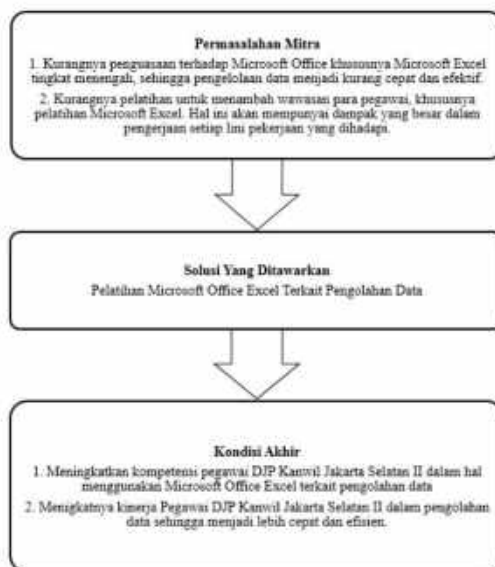 Permasalahan Mitra
1. Kurangnya penguasaan terhadap Microsoft Office khususnya Microsoft Excel
tingkat menengah, sehingga pengelolaan data menjadi kurang cepat dan efektif.
2. Kurangnya pelatihan untuk menambah wawasan para pegawai, khususnya
pelatihan Microsoft Excel. Hal ini akan mempunyai dampak yang besar dalam
pengerjaan setiap lini pekerjaan yang dihadapi.
Solusi Yang Ditawarkan
Pelatihan Microsoft Office Excel Terkait Pengolahan Data
Kondisi Akhir
1. Meningkatkan kompetensi pegawai DJP Kanwil Jakarta Selatan II dalam hal
menggunakan Microsoft Office Excel terkait pengolahan data
2. Menigkatnya kinerja Pegawai DJP Kanwil Jakarta Selatan II dalam pengolahan
data sehingga menjadi lebih cepat dan efisien.